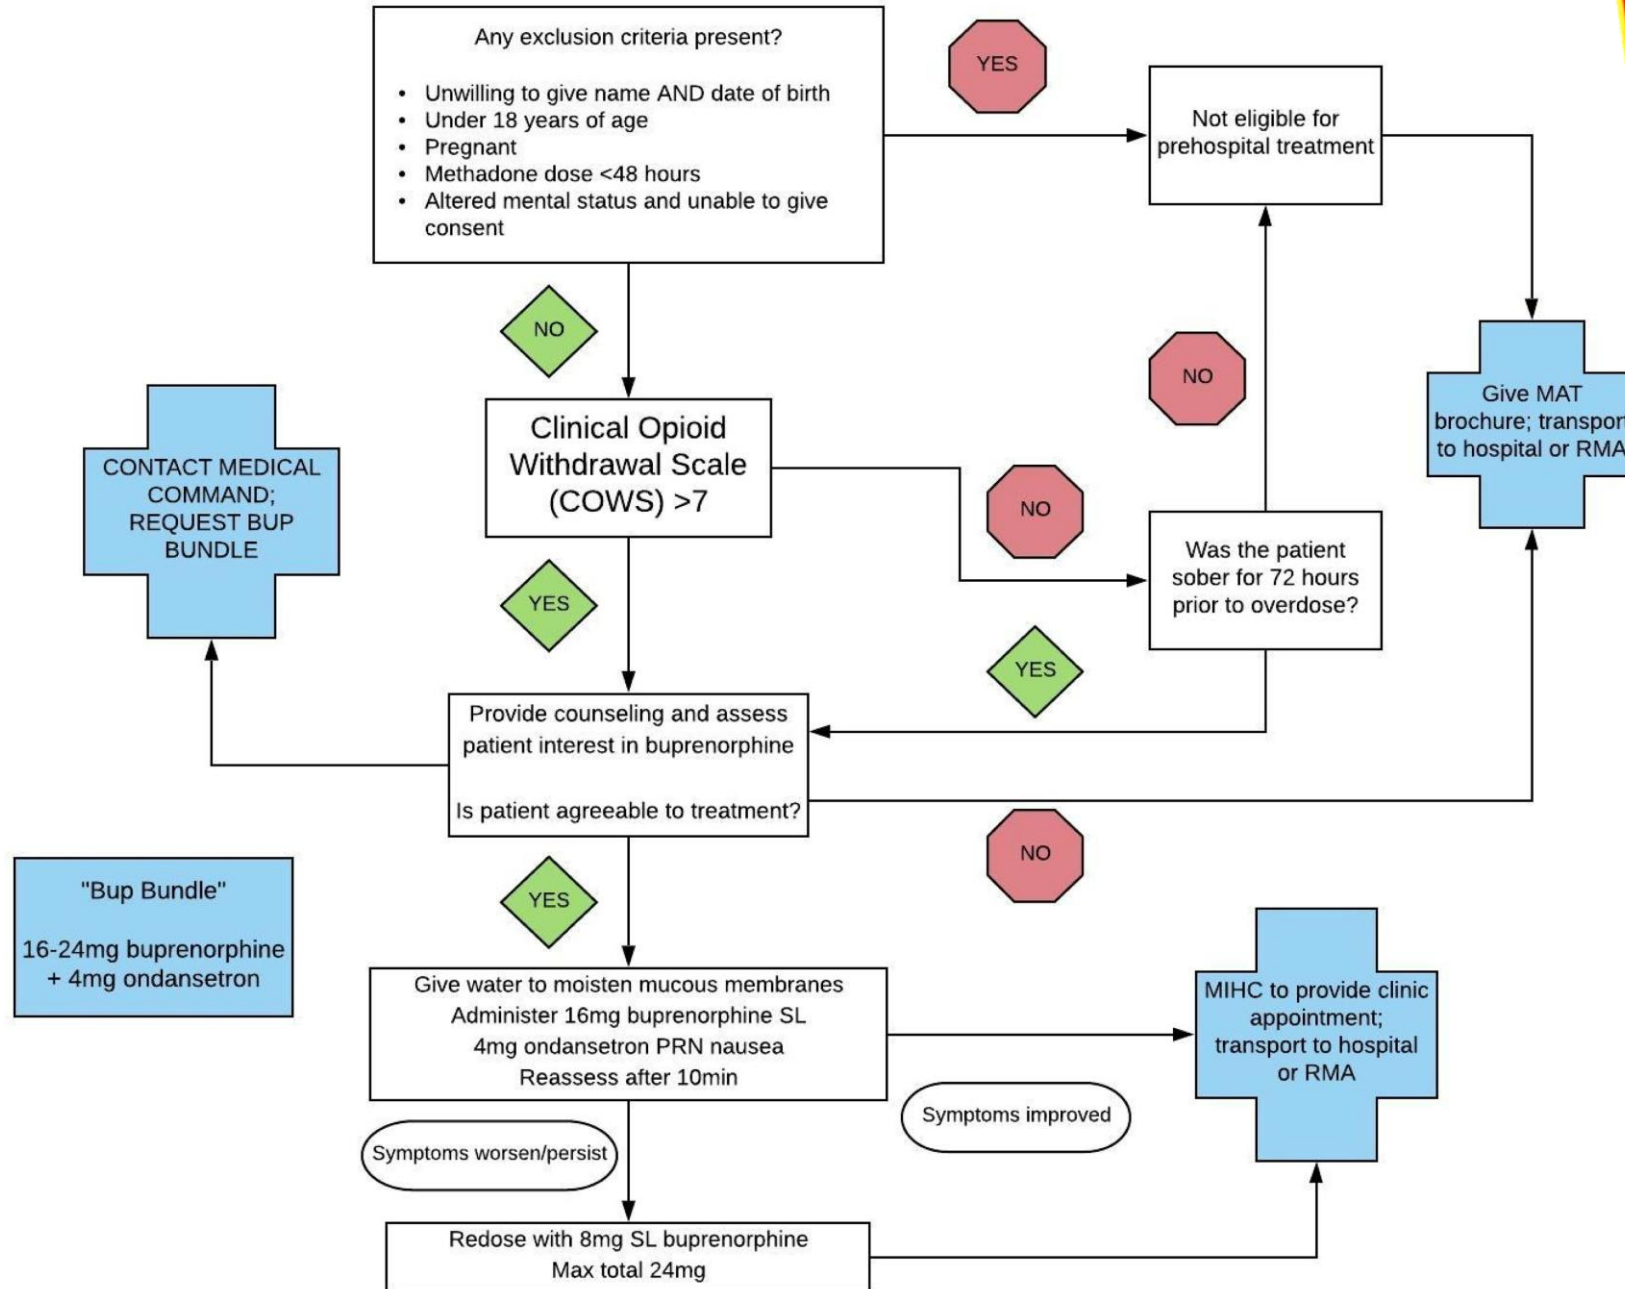 Any exclusion criteria present?
• Unwilling to give name AND date of birth
• Under 18 years of age
• Pregnant
• Methadone dose <48 hours
• Altered mental status and unable to give
consent
YES
Not eligible for
prehospital treatment
NO
NO
Give MAT
brochure; transport
to hospital or RMA
Clinical Opioid
Withdrawal Scale
(COWS) >7
CONTACT MEDICAL
COMMAND;
REQUEST BUP
BUNDLE
NO
Was the patient
sober for 72 hours
prior to overdose?
YES
YES
Provide counseling and assess
patient interest in buprenorphine
Is patient agreeable to treatment?
NO
"Bup Bundle"
16-24mg buprenorphine
+ 4mg ondansetron
YES
Give water to moisten mucous membranes
Administer 16mg buprenorphine SL
4mg ondansetron PRN nausea
Reassess after 10min
MIHC to provide clinic
appointment;
transport to hospital
or RMA
Symptoms improved
Symptoms worsen/persist
Redose with 8mg SL buprenorphine
Max total 24mg